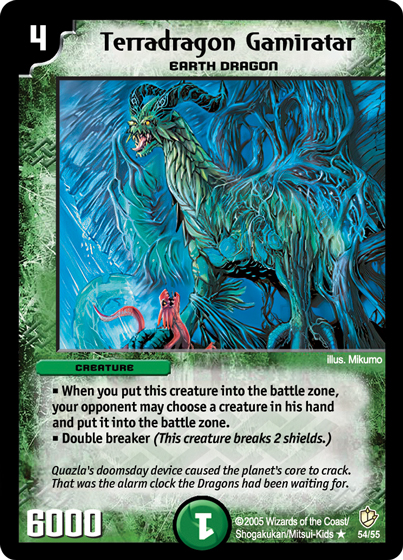 4
Terradragon Gamiratar
EARTH DRAGON
illus. Mikumo
CREATURE
▪ When you put this creature into the battle zone,
your opponent may choose a creature in his hand
and put it into the battle zone.
▪ Double breaker (This creature breaks 2 shields.)
Quazla's doomsday device caused the planet's core to crack.
That was the alarm clock the Dragons had been waiting for.
6000
1
©2005 Wizards of the Coast/
Shogakukan/Mitsui-Kids ★ 54/55